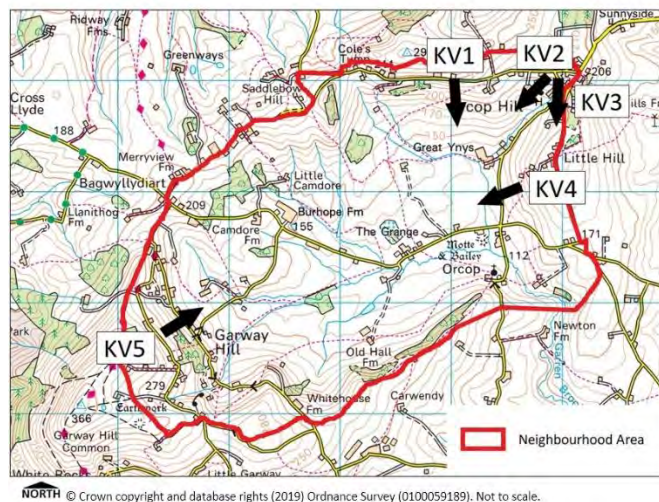 Ridway Fms
Greenways
Cole's Tump
Sunnyside
KV1
KV2
206
Saddlebow Hill
Orcop Hill
KV3
Cross Llyde
188
Great Ynys
Little Hill
Merryview Fm
Bagwyllydiart
Little Camdore
KV4
Llanithog Fm
209
Burhope Fm
155
Camdore Fm
The Grange
Motte & Bailey
171
Orcop
112
Park
KV5
Garway Hill
Newton Fm
Garren Brook
Old Hall Fm
279
Whitehouse Fm
Carwendy
Earthwork
366
Garway Hill Common
White Rocks
Little Garway
Neighbourhood Area
NORTH
© Crown copyright and database rights (2019) Ordnance Survey (0100059189). Not to scale.